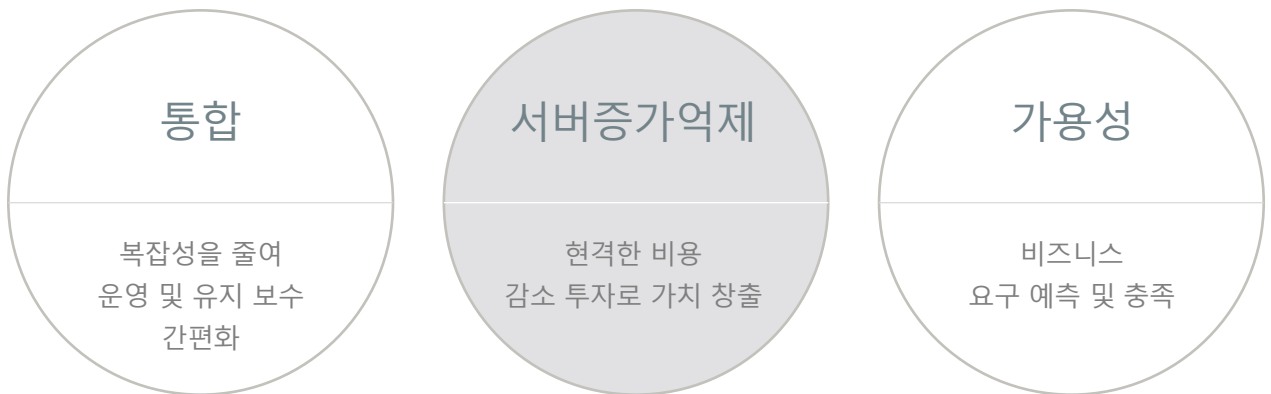 통합
복잡성을 줄여
운영 및 유지 보수
간편화
서버증가억제
현격한 비용
감소 투자로 가치 창출
가용성
비즈니스
요구 예측 및 충족